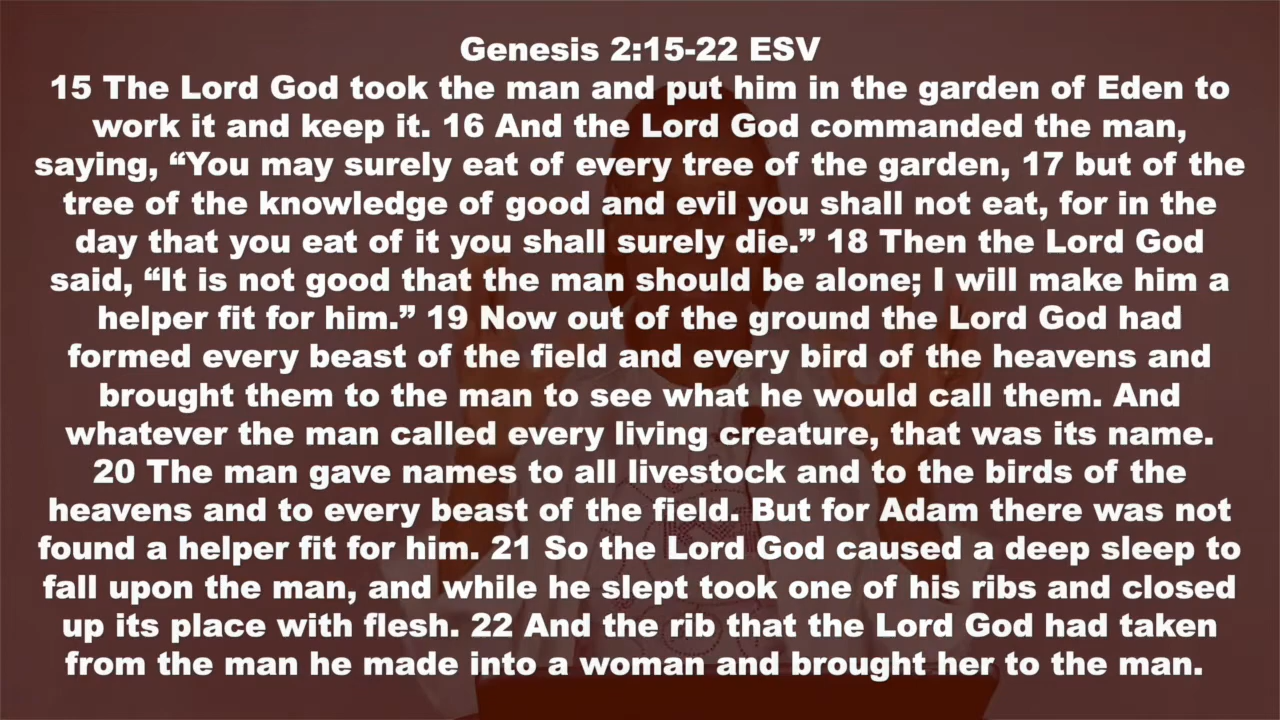 Genesis 2:15-22 ESV
15 The Lord God took the man and put him in the garden of Eden to
work it and keep it. 16 And the Lord God commanded the man,
saying, “You may surely eat of every tree of the garden, 17 but of the
tree of the knowledge of good and evil you shall not eat, for in the
day that you eat of it you shall surely die.” 18 Then the Lord God
said, “It is not good that the man should be alone; I will make him a
helper fit for him.” 19 Now out of the ground the Lord God had
formed every beast of the field and every bird of the heavens and
brought them to the man to see what he would call them. And
whatever the man called every living creature, that was its name.
20 The man gave names to all livestock and to the birds of the
heavens and to every beast of the field. But for Adam there was not
found a helper fit for him. 21 So the Lord God caused a deep sleep to
fall upon the man, and while he slept took one of his ribs and closed
up its place with flesh. 22 And the rib that the Lord God had taken
from the man he made into a woman and brought her to the man.